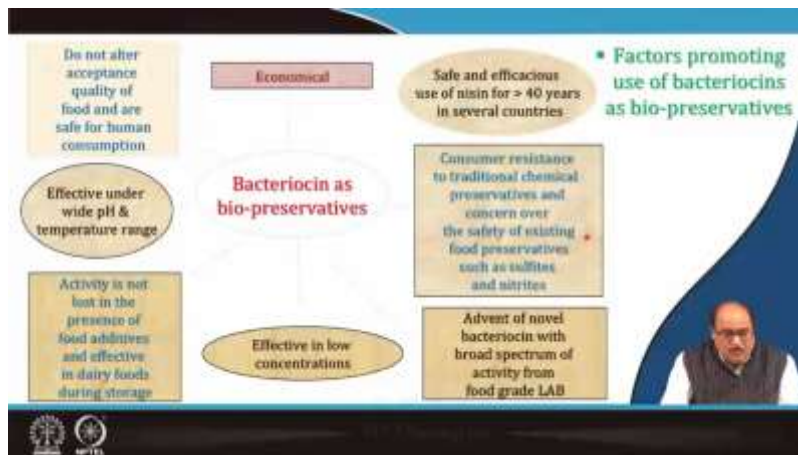 Do not alter
acceptance
quality of
food and are
safe for human
consumption
Economical
Safe and efficacious
use of nisin for > 40 years
in several countries
• Factors promoting
use of bacteriocins
as bio-preservatives
Effective under
wide pH &
temperature range
Bacteriocin as
bio-preservatives
Consumer resistance
to traditional chemical
preservatives and
concern over
the safety of existing
food preservatives
such as sulfites
and nitrites
Activity is not
lost in the
presence of
food additives
and effective
in dairy foods
during storage
Effective in low
concentrations
Advent of novel
bacteriocin with
broad spectrum of
activity from
food grade LAB
NPTEL